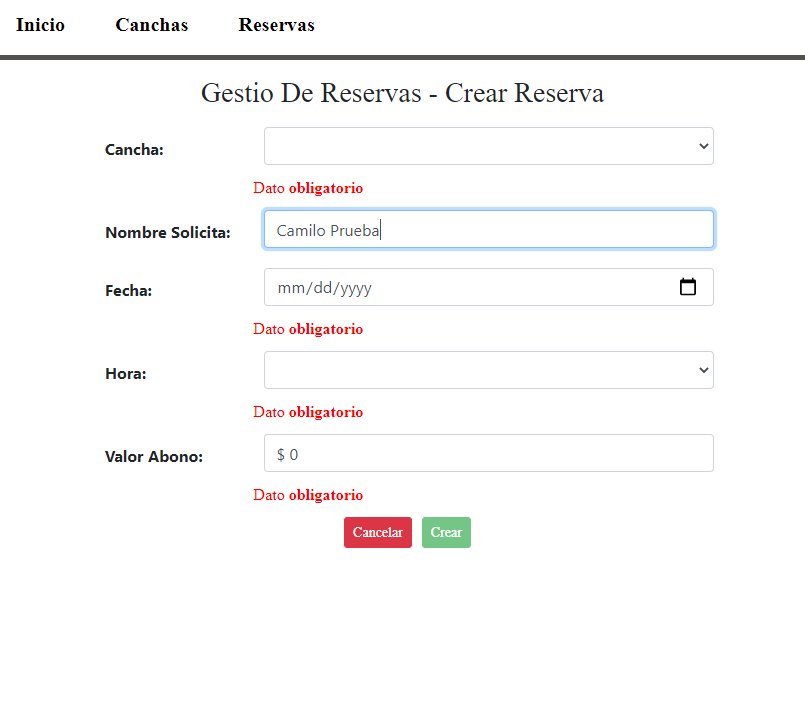 Inicio Canchas Reservas
Gestio De Reservas - Crear Reserva
Cancha:
Dato obligatorio
Nombre Solicita: Camilo Prueba
Fecha: mm/dd/yyyy
Dato obligatorio
Hora:
Dato obligatorio
Valor Abono: $ 0
Dato obligatorio
Cancelar Crear